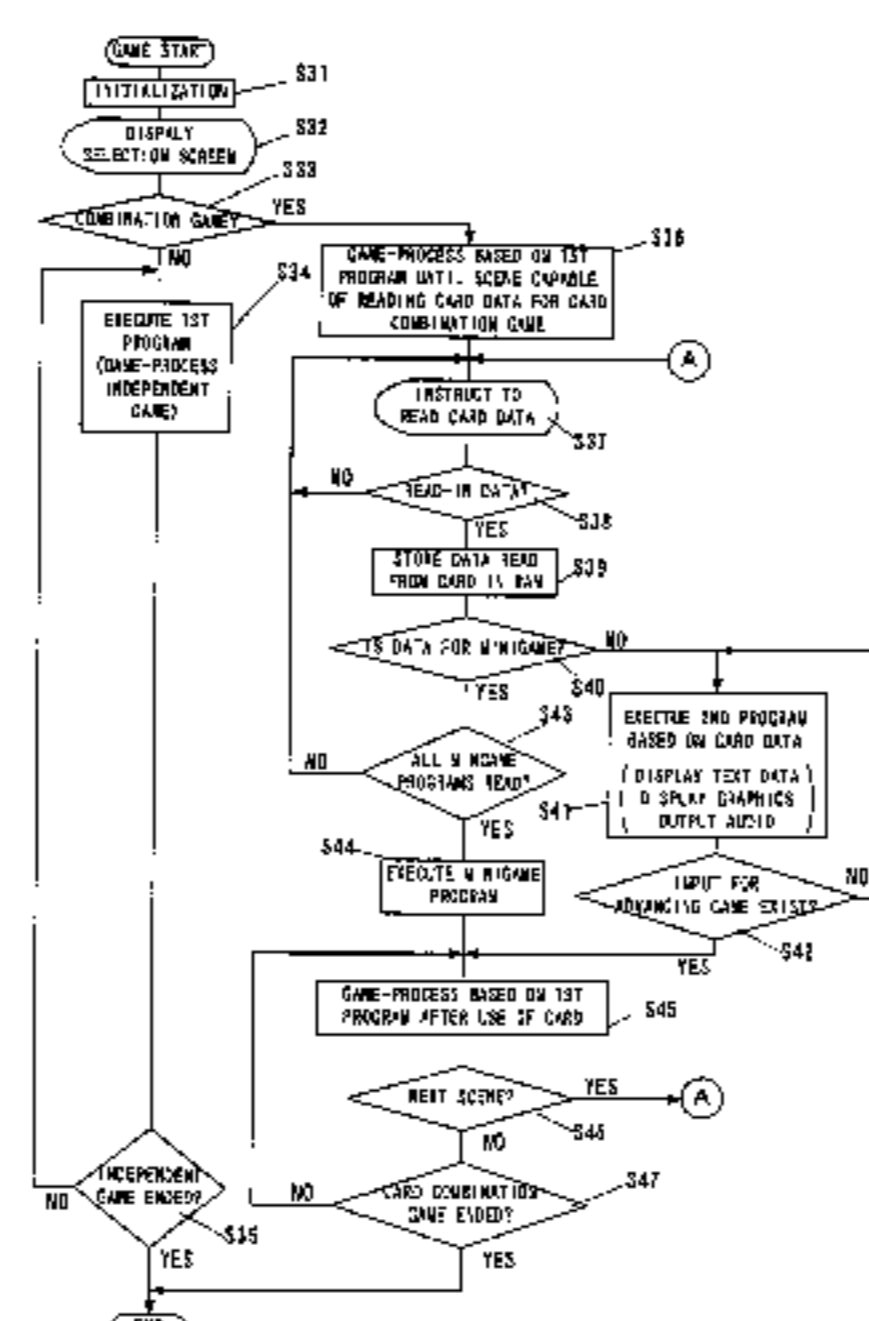 GAME START
S31
INITIALIZATION
S32
DISPALY
SELECTION SCREEN
S33
COMBINATION GAME?
YES
NO
S34
EXECUTE 1ST
PROGRAM
(GAME-PROCESS
INDEPENDENT
GAME)
S36
GAME-PROCESS BASED ON 1ST
PROGRAM UNTIL SCENE CAPABLE
OF READING CARD DATA FOR CARD
COMBINATION GAME
A
INSTRUCT TO
READ CARD DATA
S37
NO
READ-IN DATA?
S38
YES
STORE DATA READ
FROM CARD IN RAM
S39
IS DATA FOR MINIGAME?
NO
S40
YES
S43
NO
ALL MINIGAME
PROGRAMS READ?
YES
EXECTUE 2ND PROGRAM
BASED ON CARD DATA
(DISPLAY TEXT DATA)
DISPLAY GRAPHICS
OUTPUT AUDIO
S41
S44
EXECUTE MINIGAME
PROGRAM
INPUT FOR
ADVANCING GAME EXIST?
NO
S42
YES
GAME-PROCESS BASED ON 1ST
PROGRAM AFTER USE OF CARD
S45
NEXT SCENE?
YES
A
S46
NO
INDEPENDENT
GAME ENDED?
NO
S35
YES
NO
CARD COMBINATION
GAME ENDED?
S47
YES